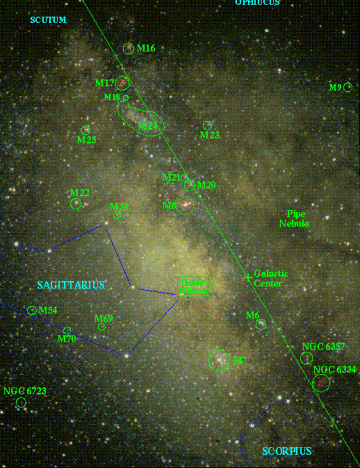 OPHIUCUS
SCUTUM
M16
M17
M9
M18
M24
M23
M25
M21
M20
M22
M8
Pipe
Nebula
SAGITTARIUS
Galactic
Center
M54
M6
M69
M70
NGC 6357
NGC 6334
NGC 6723
SCORPIUS